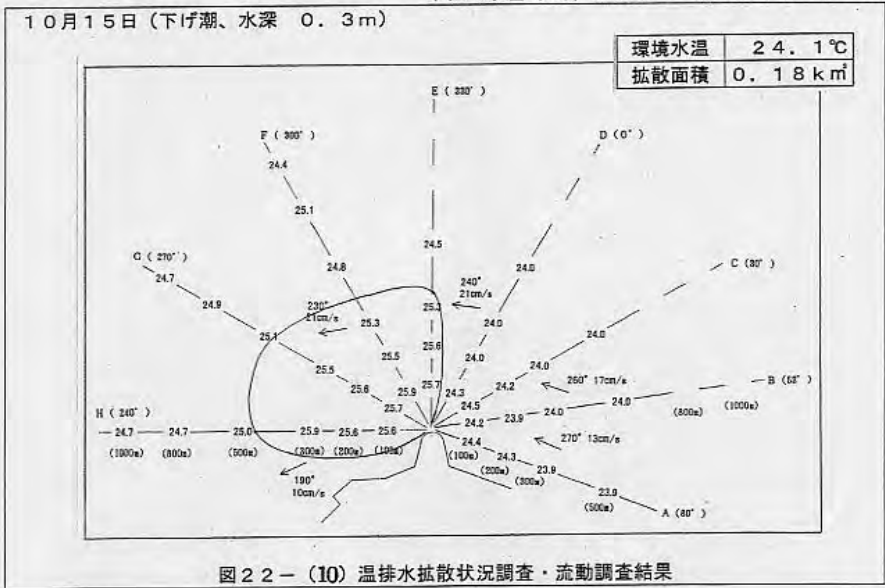 10月15日(下げ潮、水深 0.3m)
環境水温 24.1℃
拡散面積 0.18k㎡
E(330°)
F(300°)
D(0°)
24.4
25.1
24.5
G(270°)
24.8
24.0
C(30°)
24.7
24.9
230°
21cm/s
240°
21cm/s
25.3
25.1
25.3
24.0
24.0
25.6
25.5
25.5
24.0
24.0
260° 17cm/s
B(53°)
25.6
25.9
25.7
24.3
24.2
25.7
24.5
24.0
24.0
(800m)
(1000m)
H(240°)
24.2
23.9
24.7
24.7
25.0
25.9
25.6
25.6
24.4
270° 13cm/s
(1000m)
(800m)
(500m)
(300m)
(200m)
(100m)
(100m)
24.3
23.9
(200m)
(300m)
190°
10cm/s
23.9
(500m)
A(80°)
図22-(10)温排水拡散状況調査・流動調査結果